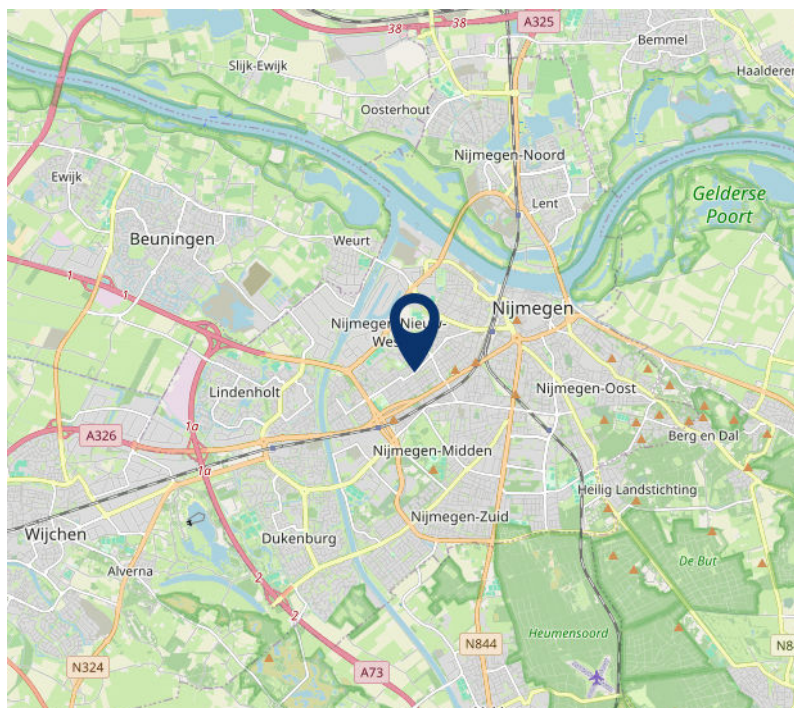 A325
38
38
Bemmel
Slijk-Ewijk
Haalderen
Oosterhout
Nijmegen-Noord
Ewijk
Gelderse
Poort
Lent
Beuningen
Weurt
1
1
Nijmegen
Nijmegen-Nieuw-
West
Lindenholt
Nijmegen-Oost
1a
A326
Berg en Dal
Nijmegen-Midden
1a
Heilig Landstichting
Nijmegen-Zuid
Wijchen
Dukenburg
De But
Alverna
2
2
Heumensoord
N844
N324
A73